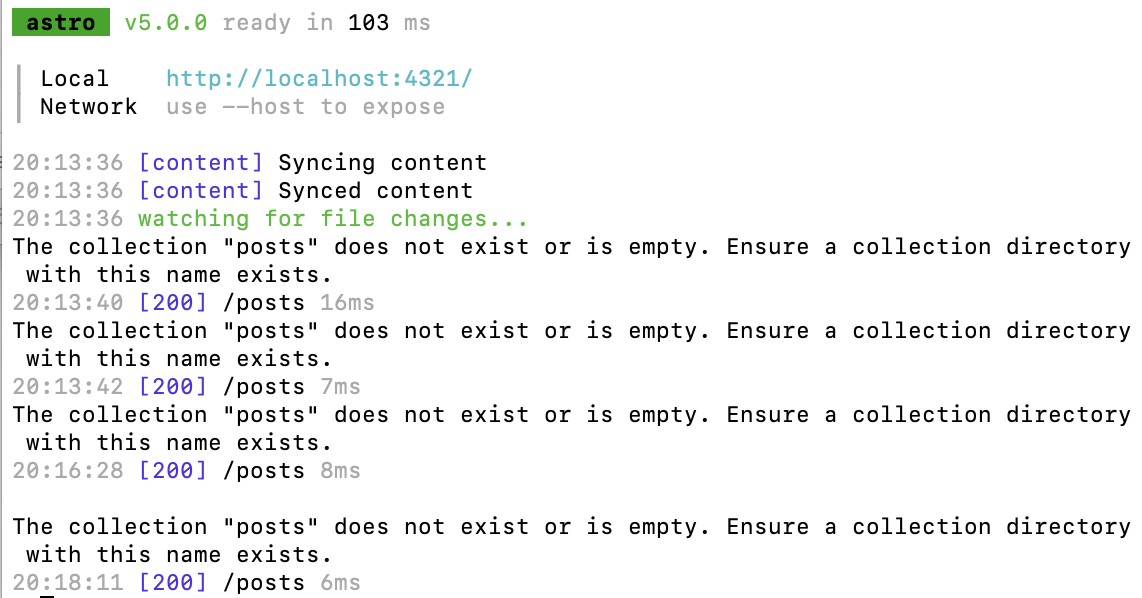 astro v5.0.0 ready in 103 ms
Local http://localhost:4321/
Network use --host to expose
20:13:36 [content] Syncing content
20:13:36 [content] Synced content
20:13:36 watching for file changes...
The collection "posts" does not exist or is empty. Ensure a collection directory
with this name exists.
20:13:40 [200] /posts 16ms
The collection "posts" does not exist or is empty. Ensure a collection directory
with this name exists.
20:13:42 [200] /posts 7ms
The collection "posts" does not exist or is empty. Ensure a collection directory
with this name exists.
20:16:28 [200] /posts 8ms
The collection "posts" does not exist or is empty. Ensure a collection directory
with this name exists.
20:18:11 [200] /posts 6ms